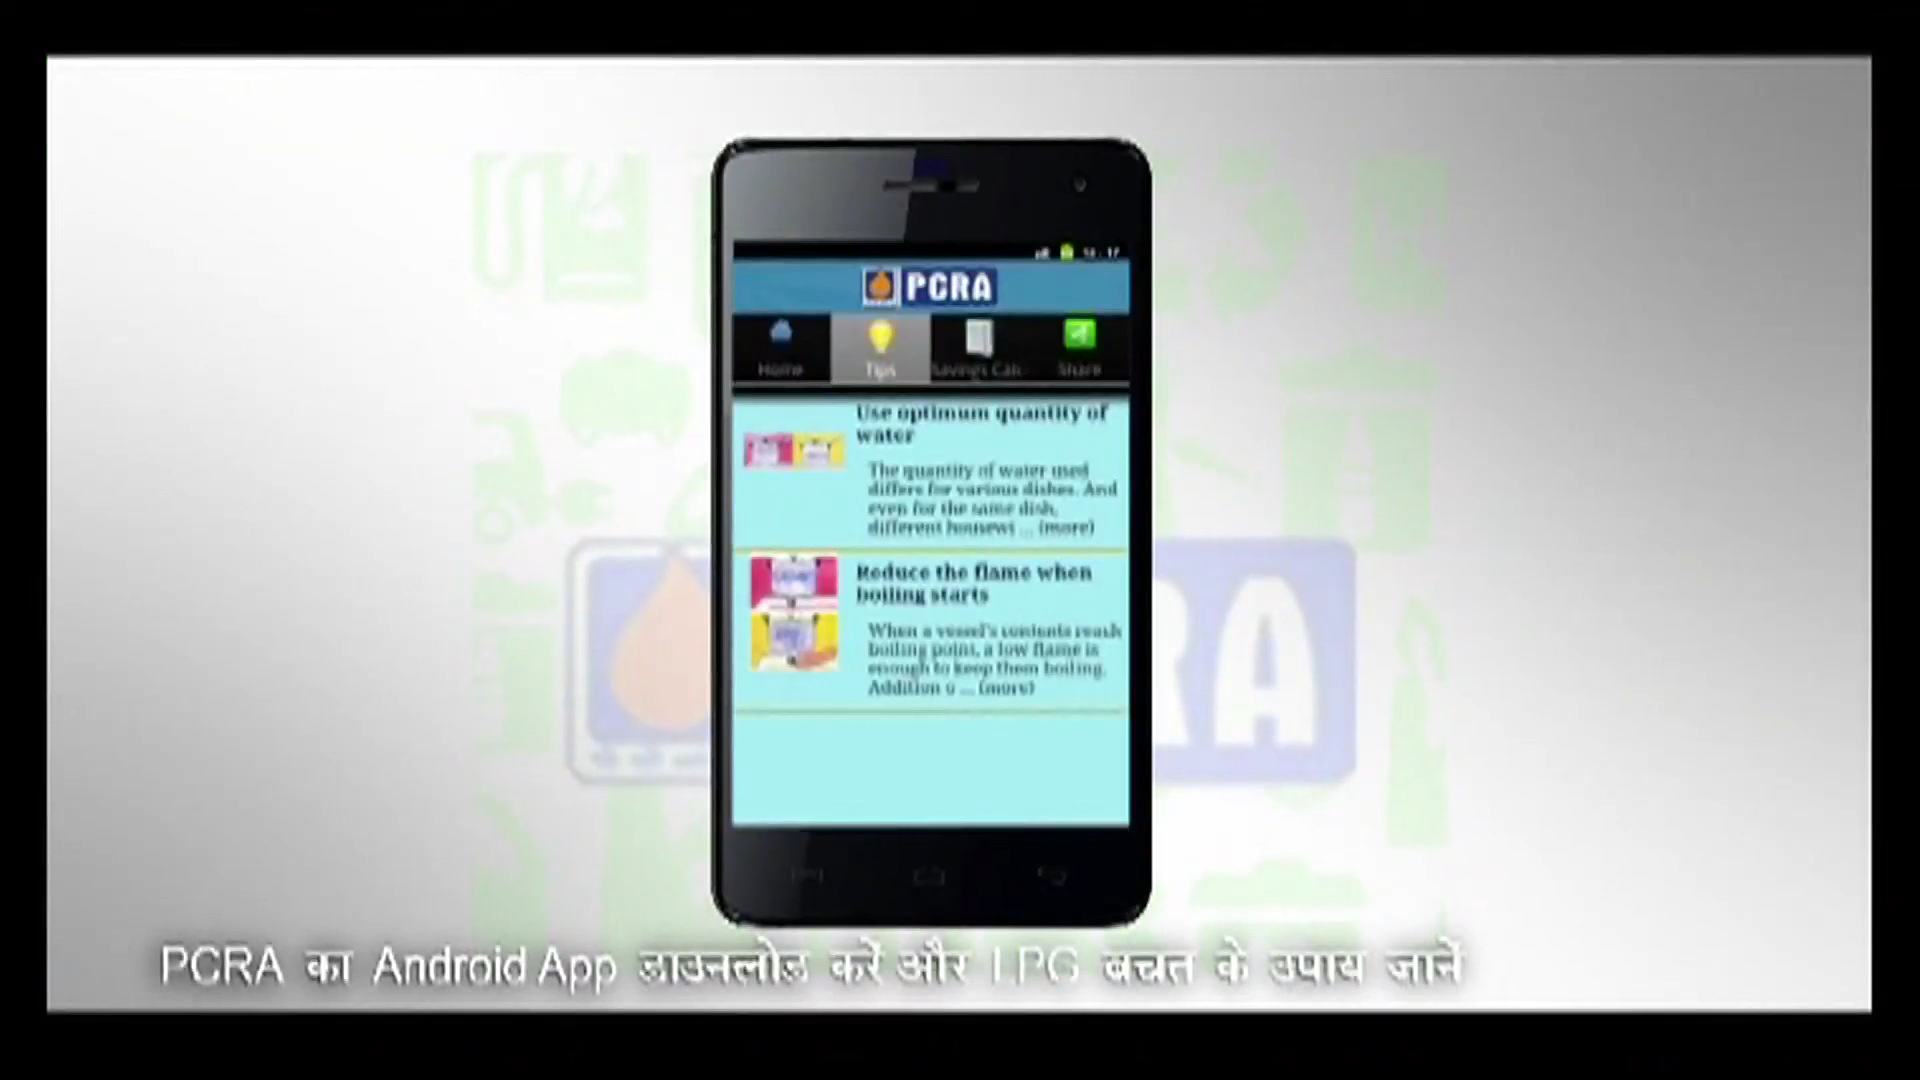 PCRA
Home Tips Savings Calc Share
Use optimum quantity of
water
The quantity of water used
differs for various dishes. And
even for the same dish,
different housewi ... (more)
Reduce the flame when
boiling starts
When a vessel's contents reach
boiling point, a low flame is
enough to keep them boiling.
Addition o ... (more)
RA
PCRA का Android App डाउनलोड करें और LPG बचत के उपाय जानें